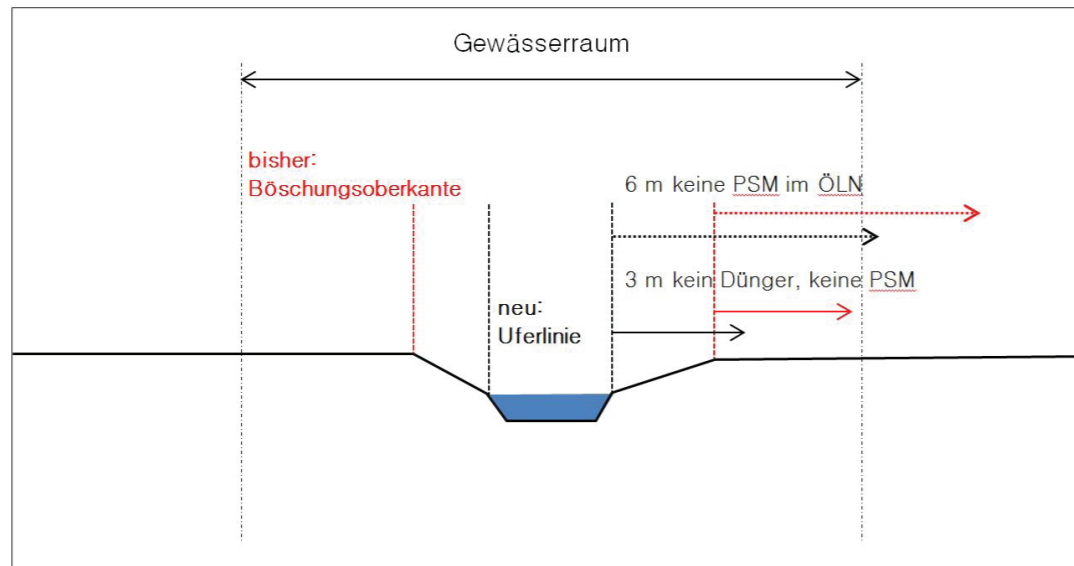 Gewässerraum
bisher:
Böschungsoberkante
6 m keine PSM im ÖLN
3 m kein Dünger, keine PSM
neu:
Uferlinie